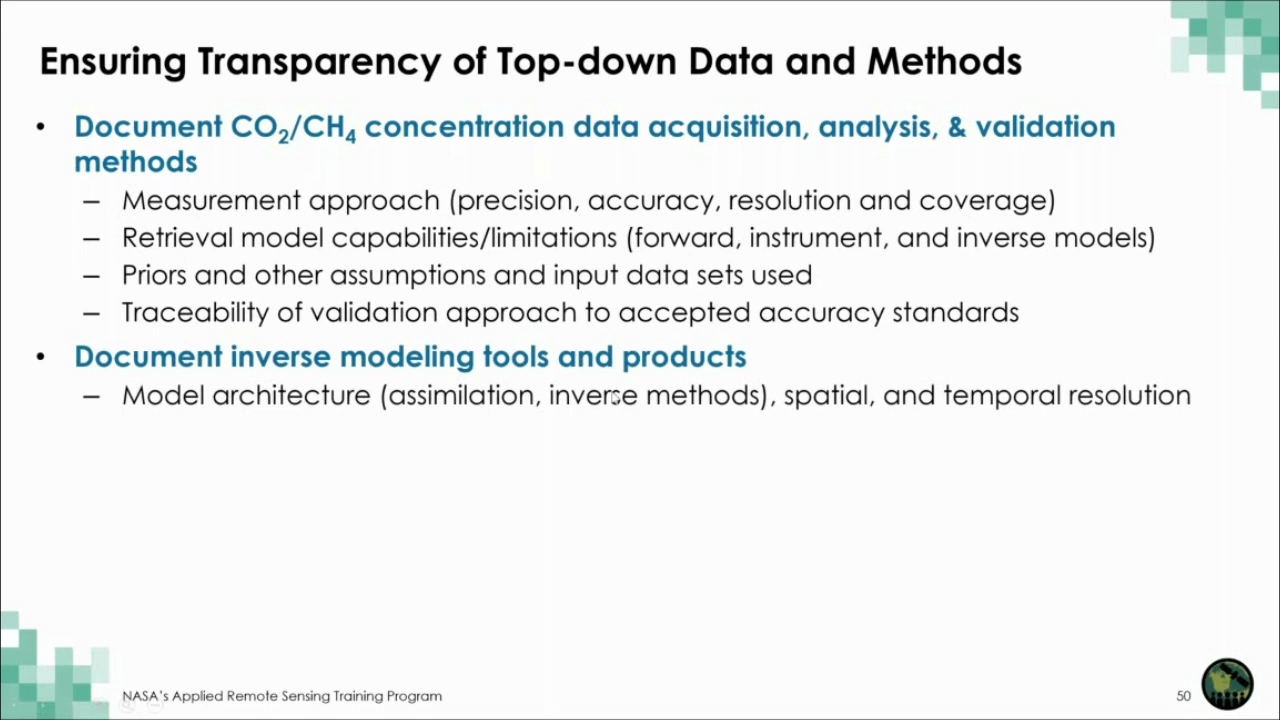 Ensuring Transparency of Top-down Data and Methods
• Document CO₂/CH₄ concentration data acquisition, analysis, & validation
methods
– Measurement approach (precision, accuracy, resolution and coverage)
– Retrieval model capabilities/limitations (forward, instrument, and inverse models)
– Priors and other assumptions and input data sets used
– Traceability of validation approach to accepted accuracy standards
• Document inverse modeling tools and products
– Model architecture (assimilation, inverse methods), spatial, and temporal resolution
NASA's Applied Remote Sensing Training Program
50